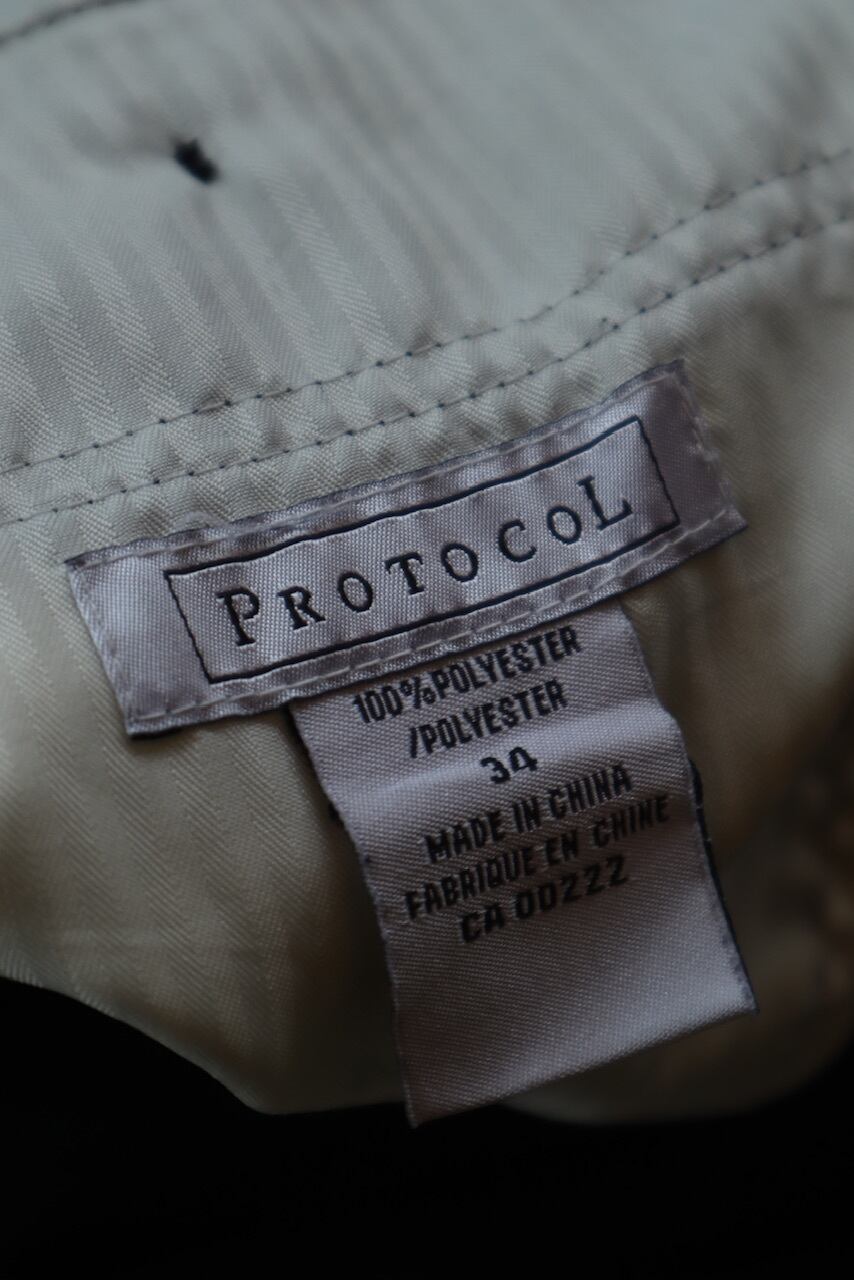 PROTOCOL
100%POLYESTER
/POLYESTER
34
MADE IN CHINA
FABRIQUE EN CHINE
CA 00222